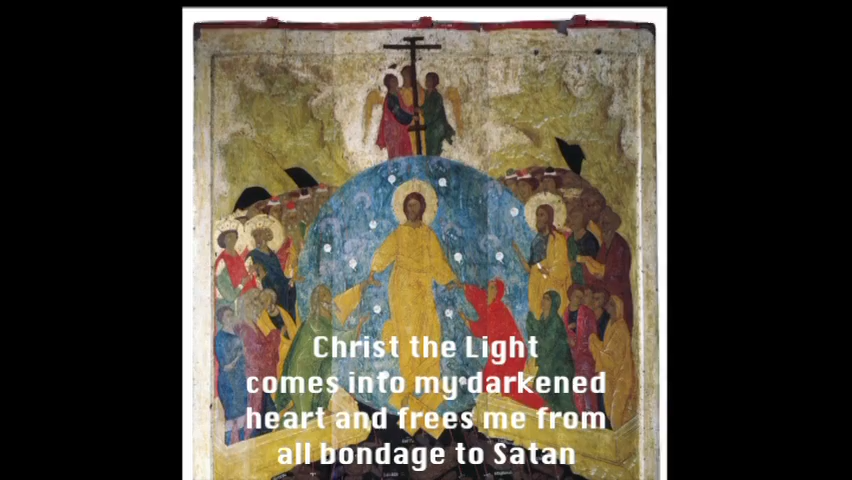 Christ the Light
comes into my darkened
heart and frees me from
all bondage to Satan